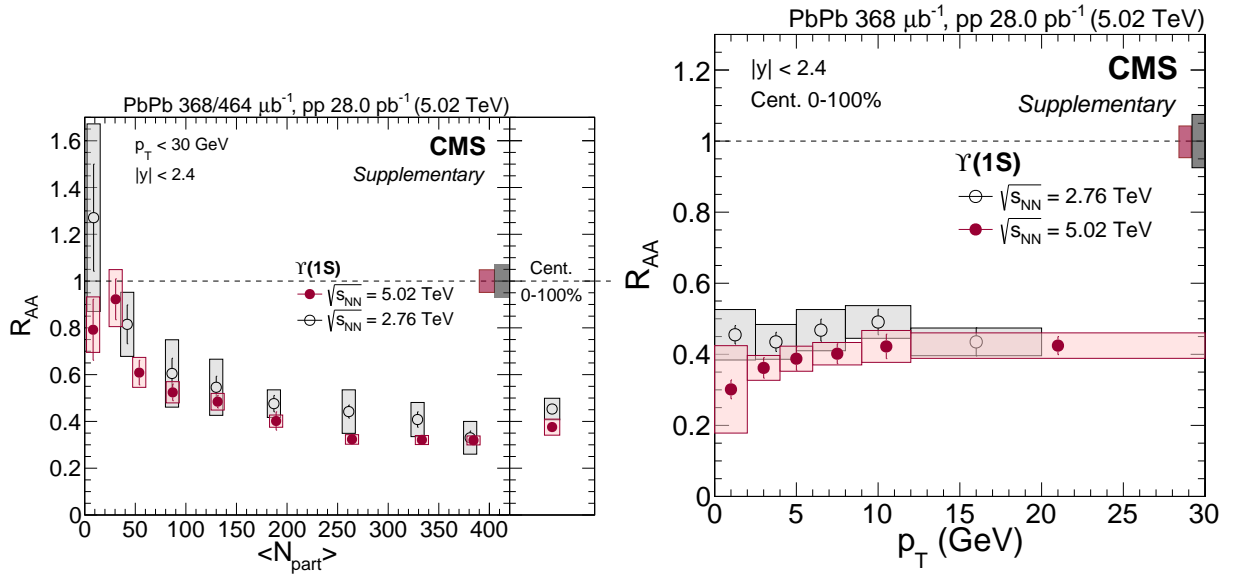 PbPb 368/464 μb⁻¹, pp 28.0 pb⁻¹ (5.02 TeV)
p_T < 30 GeV
|y| < 2.4
CMS
Supplementary
ϒ(1S)
√s_NN = 5.02 TeV
√s_NN = 2.76 TeV
Cent.
0-100%
R_AA
0
0.2
0.4
0.6
0.8
1
1.2
1.4
1.6
0 50 100 150 200 250 300 350 400
<N_part>
PbPb 368 μb⁻¹, pp 28.0 pb⁻¹ (5.02 TeV)
|y| < 2.4
Cent. 0-100%
CMS
Supplementary
ϒ(1S)
√s_NN = 2.76 TeV
√s_NN = 5.02 TeV
R_AA
0
0.2
0.4
0.6
0.8
1
1.2
0 5 10 15 20 25 30
p_T (GeV)